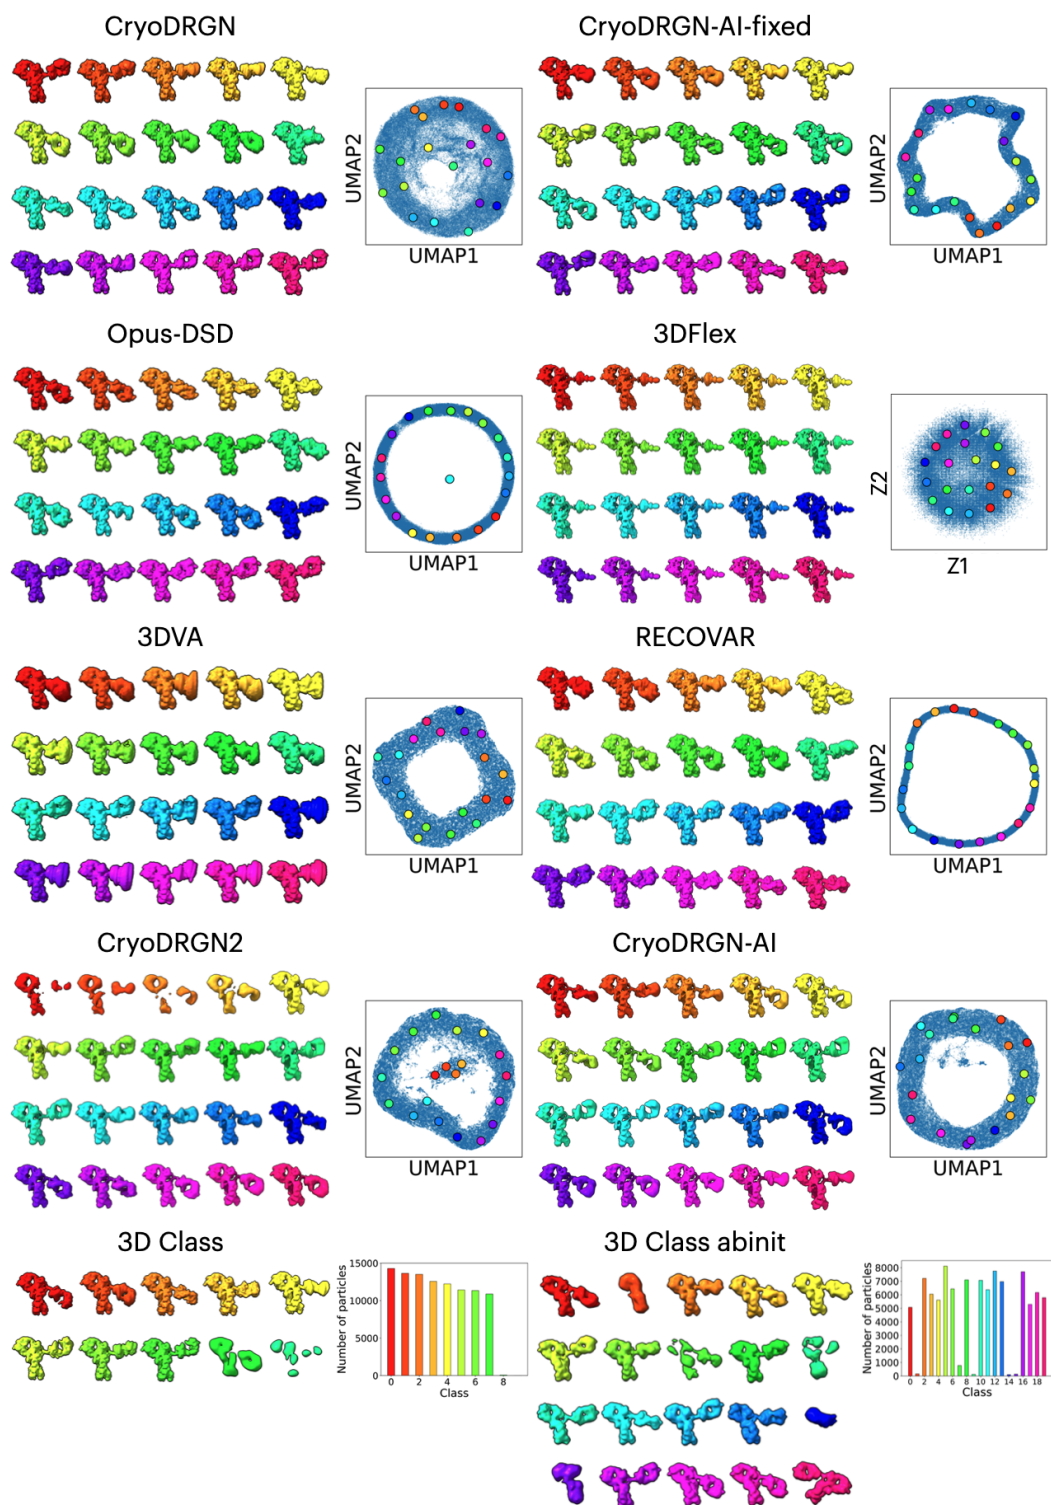 CryoDRGN
CryoDRGN-AI-fixed
UMAP2
UMAP1
UMAP2
UMAP1
Opus-DSD
3DFlex
UMAP2
UMAP1
Z2
Z1
3DVA
RECOVAR
UMAP2
UMAP1
UMAP2
UMAP1
CryoDRGN2
CryoDRGN-AI
UMAP2
UMAP1
UMAP2
UMAP1
3D Class
3D Class abinit
Number of particles
15000
10000
5000
0
0 2 4 6 8
Class
Number of particles
8000
7000
6000
5000
4000
3000
2000
1000
0
0 2 4 6 8 10 12 14 16 18
Class